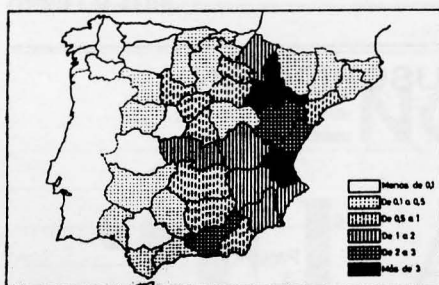 Menos de 0,1
De 0,1 a 0,5
De 0,5 a 1
De 1 a 2
De 2 a 3
Más de 3